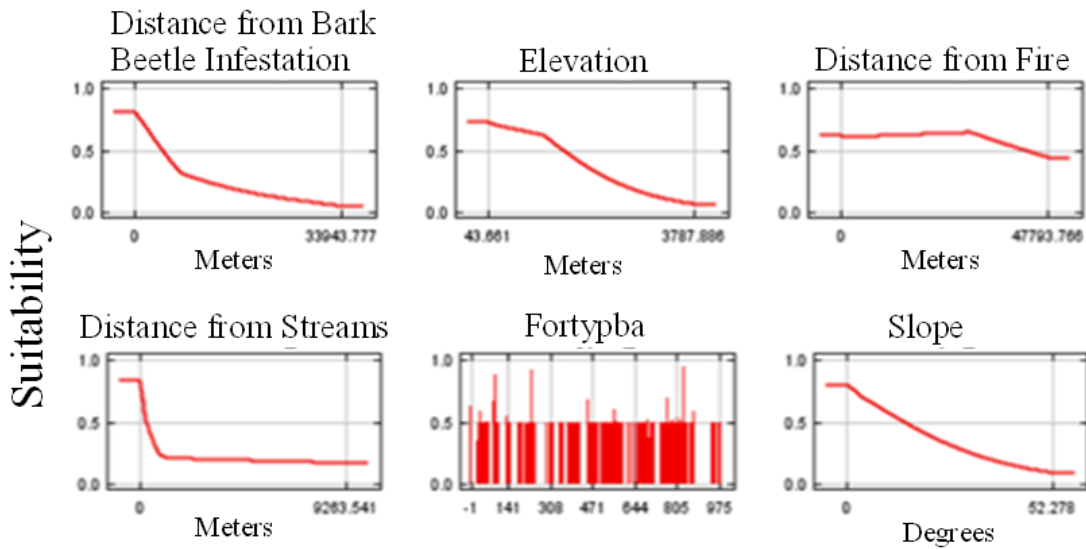 Distance from Bark
Beetle Infestation
Elevation
Distance from Fire
1.0
0.5
0.0
0
33943.777
Meters
1.0
0.5
0.0
43.661
3787.886
Meters
1.0
0.5
0.0
0
47793.766
Meters
Suitability
Distance from Streams
Fortypba
Slope
1.0
0.5
0.0
0
9263.541
Meters
1.0
0.5
0.0
-1
141
308
471
644
805
975
1.0
0.5
0.0
0
52.278
Degrees